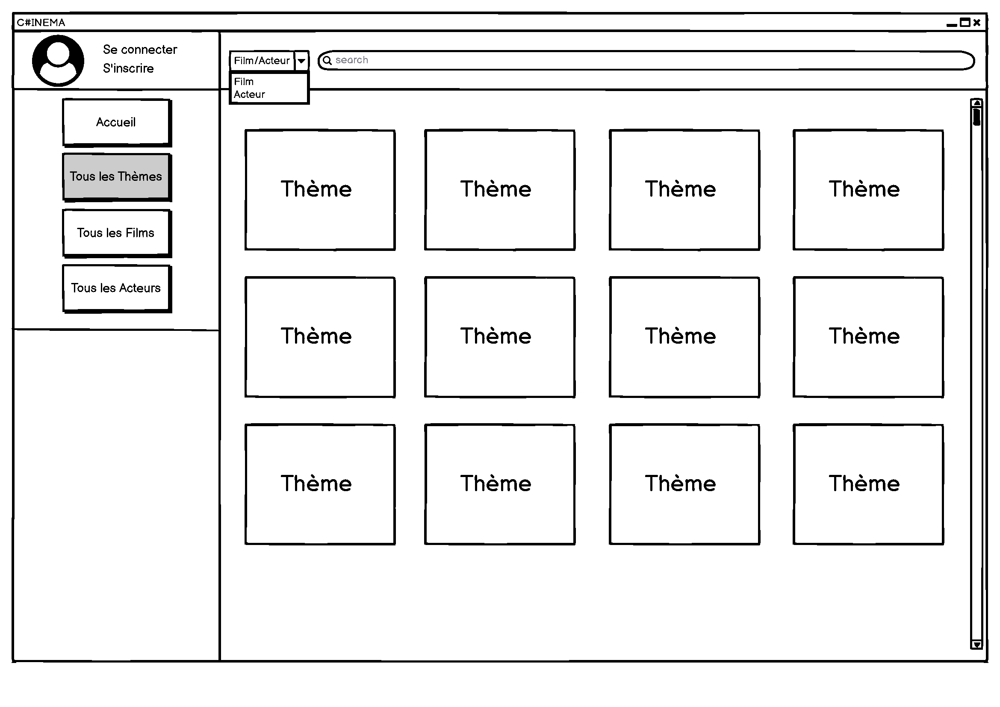 C#INEMA
Se connecter
S'inscrire
Film/Acteur
search
Film
Acteur
Accueil
Tous les Thèmes
Tous les Films
Tous les Acteurs
Thème
Thème
Thème
Thème
Thème
Thème
Thème
Thème
Thème
Thème
Thème
Thème